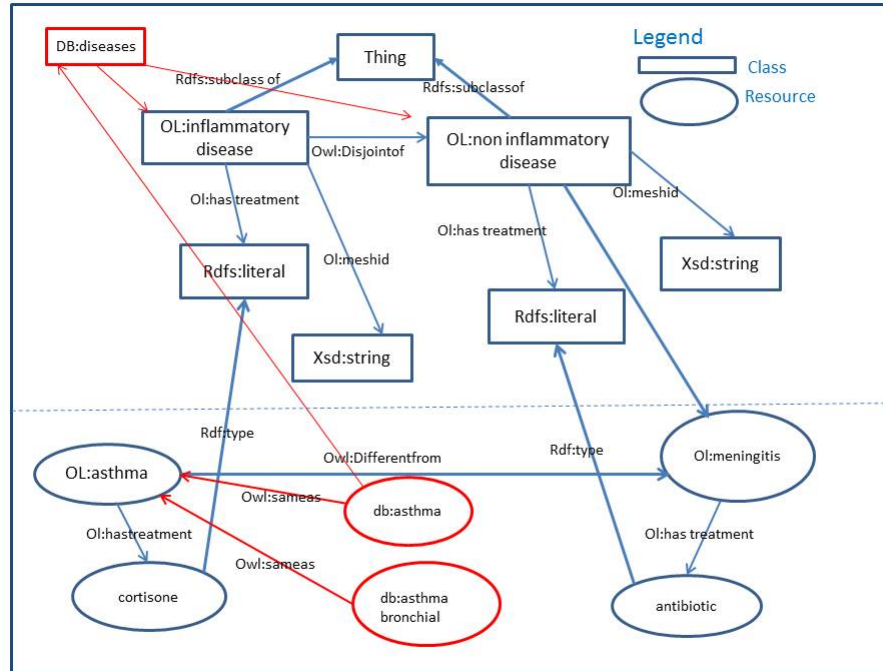 DB:diseases
Thing
Legend
Class
Resource
Rdfs:subclass of
Rdfs:subclassof
OL:inflammatory
disease
Owl:Disjointof
OL:non inflammatory
disease
Ol:has treatment
Ol:meshid
Ol:has treatment
Ol:meshid
Rdfs:literal
Xsd:string
Rdfs:literal
Xsd:string
Rdf:type
Rdf:type
OL:asthma
Owl:Differentfrom
Ol:meningitis
Owl:sameas
db:asthma
Ol:hastreatment
Ol:has treatment
Owl:sameas
cortisone
db:asthma
bronchial
antibiotic